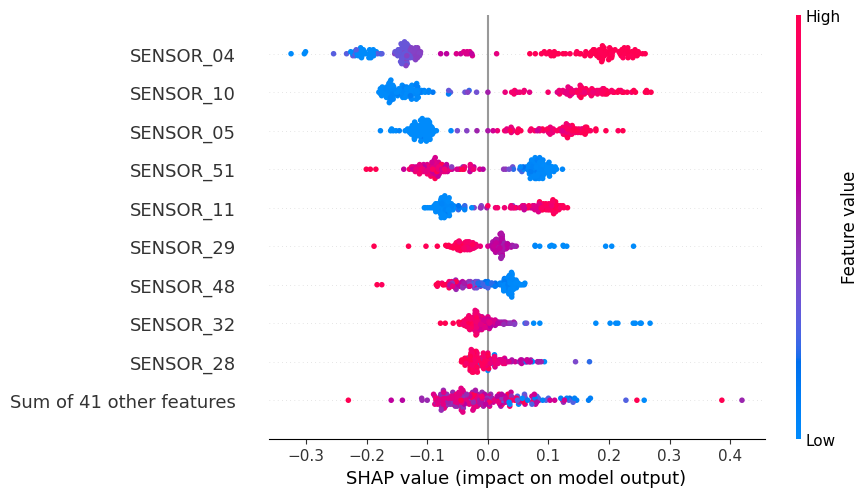 High
SENSOR_04
SENSOR_10
SENSOR_05
SENSOR_51
SENSOR_11
SENSOR_29
SENSOR_48
SENSOR_32
SENSOR_28
Sum of 41 other features
Feature value
Low
−0.3 −0.2 −0.1 0.0 0.1 0.2 0.3 0.4
SHAP value (impact on model output)